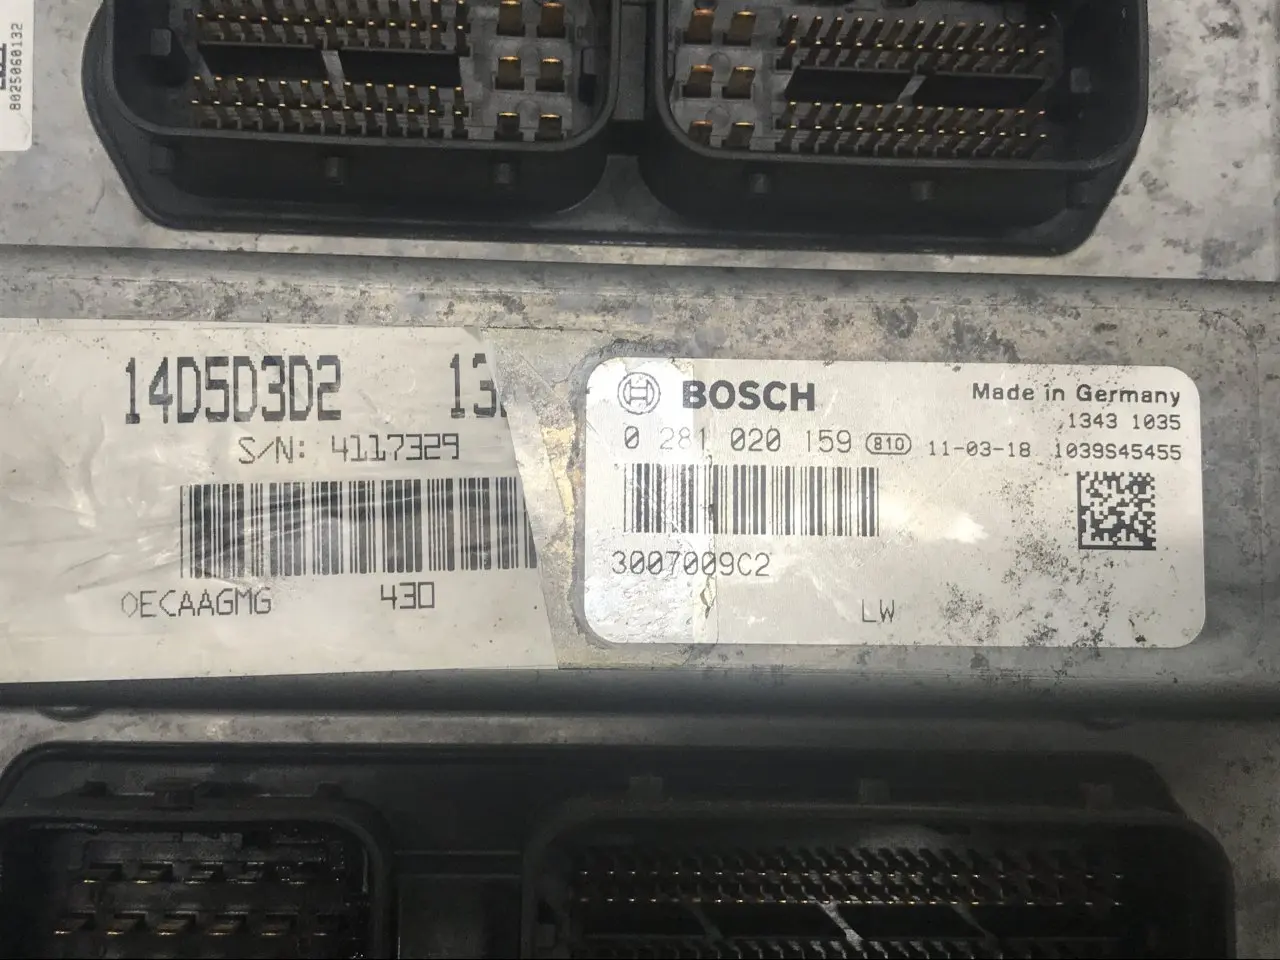 8025060132
14D5D3D2 13
S/N: 4117329
OECAAGMG 430
BOSCH
Made in Germany
1343 1035
0 281 020 159 810 11-03-18 1039S45455
3007009C2
LW